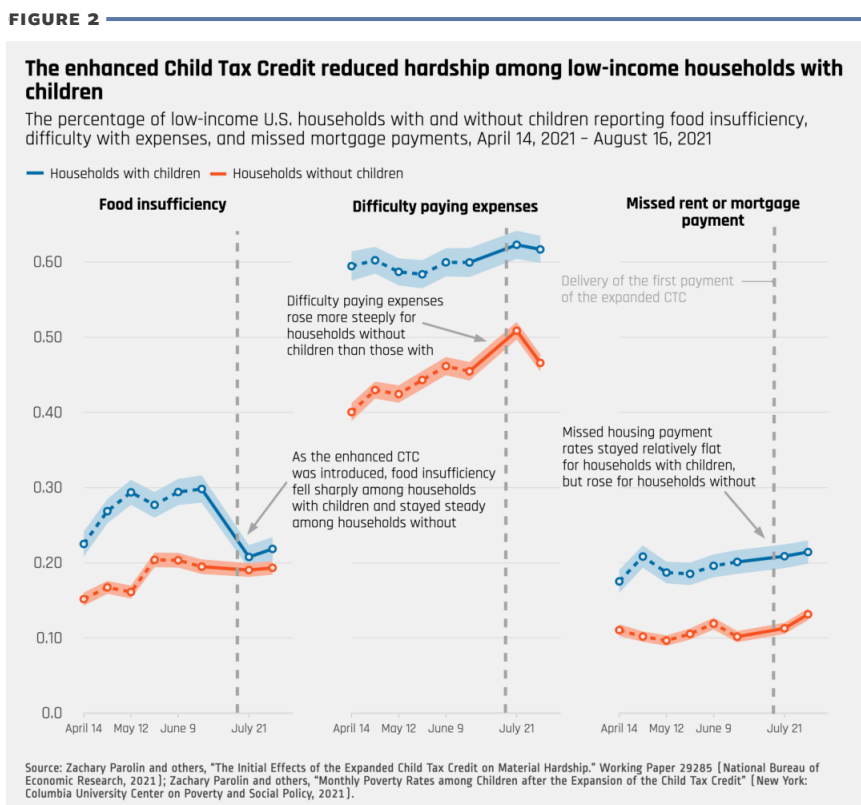 FIGURE 2
The enhanced Child Tax Credit reduced hardship among low-income households with
children
The percentage of low-income U.S. households with and without children reporting food insufficiency,
difficulty with expenses, and missed mortgage payments, April 14, 2021 – August 16, 2021
Households with children
Households without children
Food insufficiency
Difficulty paying expenses
Missed rent or mortgage
payment
0.60
0.50
0.40
0.30
0.20
0.10
0.0
Delivery of the first payment
of the expanded CTC
Difficulty paying expenses
rose more steeply for
households without
children than those with
As the enhanced CTC
was introduced, food insufficiency
fell sharply among households
with children and stayed steady
among households without
Missed housing payment
rates stayed relatively flat
for households with children,
but rose for households without
April 14
May 12
June 9
July 21
April 14
May 12
June 9
July 21
April 14
May 12
June 9
July 21
Source: Zachary Parolin and others, "The Initial Effects of the Expanded Child Tax Credit on Material Hardship." Working Paper 29285 (National Bureau of
Economic Research, 2021); Zachary Parolin and others, "Monthly Poverty Rates among Children after the Expansion of the Child Tax Credit" (New York:
Columbia University Center on Poverty and Social Policy, 2021).